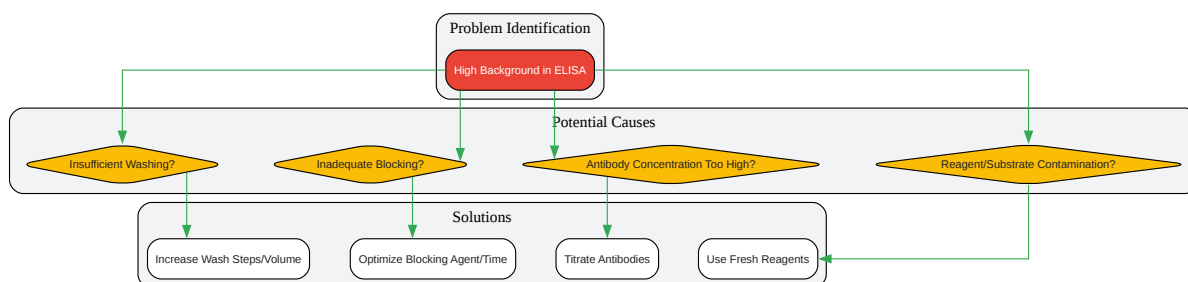 Problem Identification
High Background in ELISA
Potential Causes
Insufficient Washing?
Inadequate Blocking?
Antibody Concentration Too High?
Reagent/Substrate Contamination?
Solutions
Increase Wash Steps/Volume
Optimize Blocking Agent/Time
Titrate Antibodies
Use Fresh Reagents